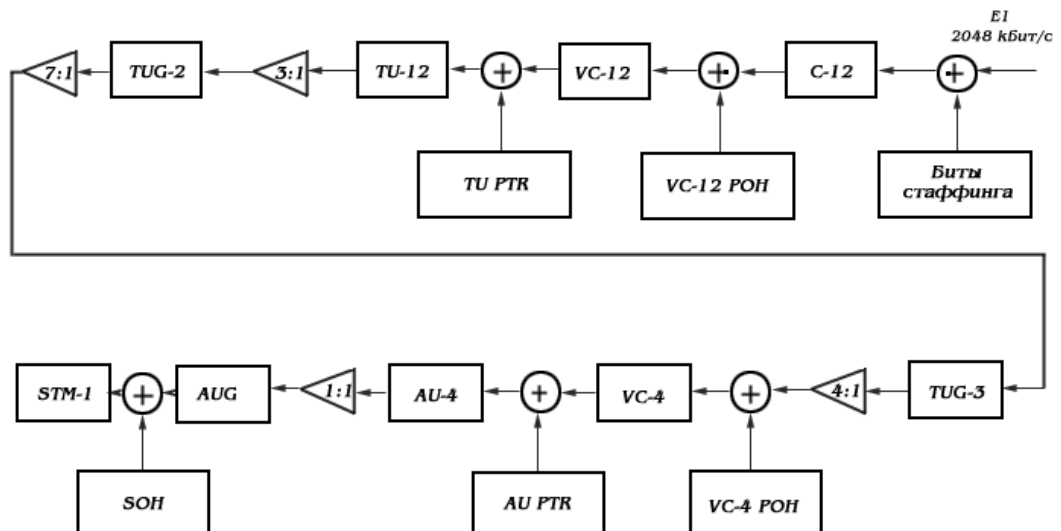 E1
2048 кБит/с
7:1
TUG-2
3:1
TU-12
VC-12
C-12
TU PTR
VC-12 POH
Биты
стаффинга
STM-1
AUG
1:1
AU-4
VC-4
4:1
TUG-3
SOH
AU PTR
VC-4 POH